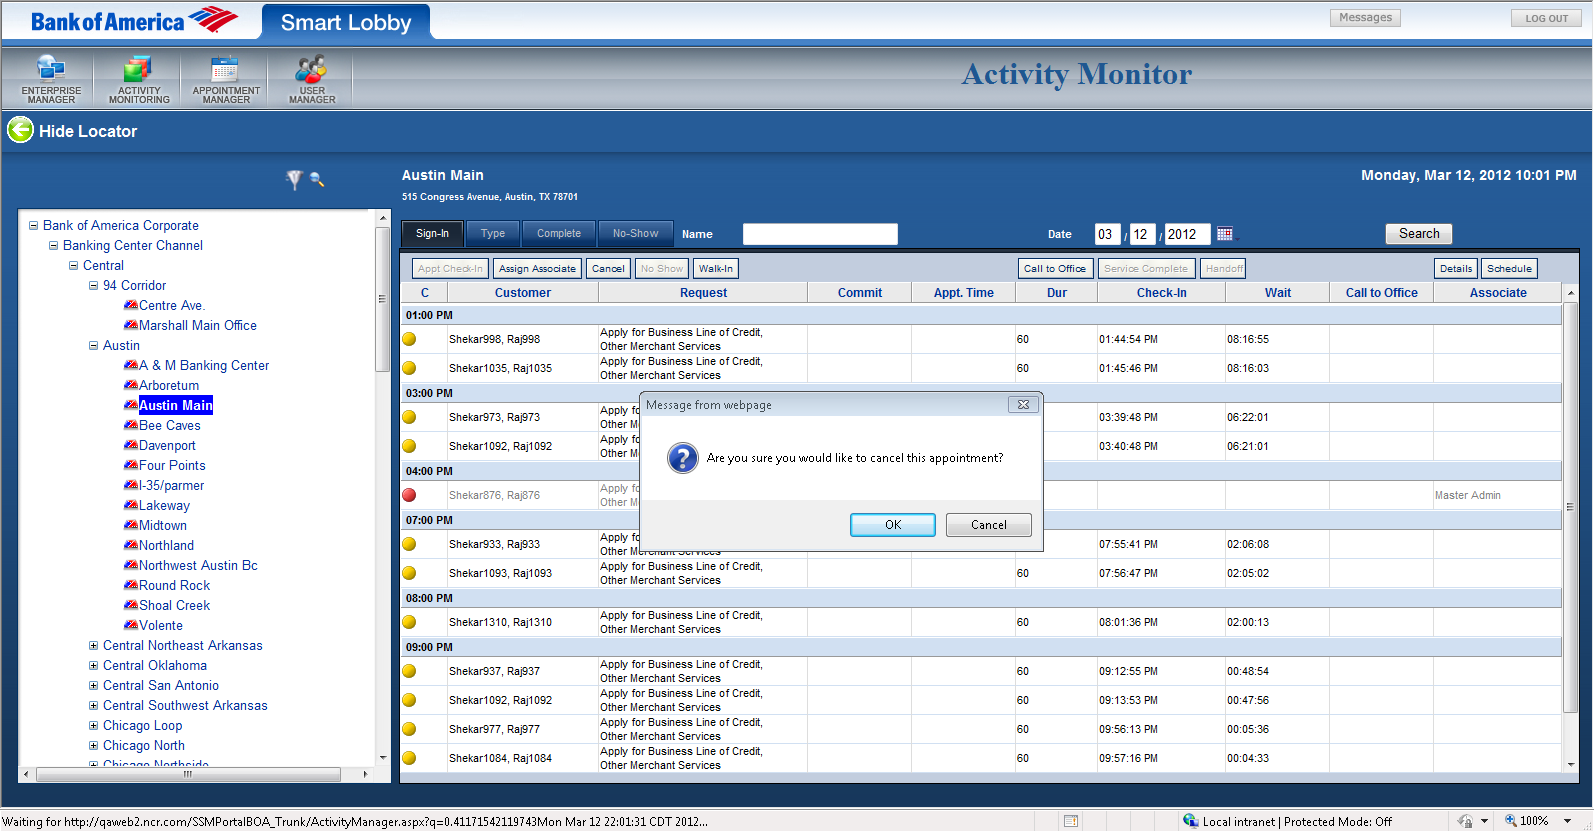 Bank of America Smart Lobby Messages LOG OUT
ENTERPRISE MANAGER ACTIVITY MONITORING APPOINTMENT MANAGER USER MANAGER Activity Monitor
Hide Locator
Austin Main Monday, Mar 12, 2012 10:01 PM
515 Congress Avenue, Austin, TX 78701
Bank of America Corporate
Banking Center Channel
Central
94 Corridor
Centre Ave.
Marshall Main Office
Austin
A & M Banking Center
Arboretum
Austin Main
Bee Caves
Davenport
Four Points
I-35/parmer
Lakeway
Midtown
Northland
Northwest Austin Bc
Round Rock
Shoal Creek
Volente
Central Northeast Arkansas
Central Oklahoma
Central San Antonio
Central Southwest Arkansas
Chicago Loop
Chicago North
Chicago Northside
Sign-In Type Complete No-Show Name Date 03 / 12 / 2012 Search
Appt Check-In Assign Associate Cancel No Show Walk-In Call to Office Service Complete Handoff Details Schedule
C Customer Request Commit Appt. Time Dur Check-In Wait Call to Office Associate
01:00 PM
Shekar998, Raj998 Apply for Business Line of Credit, Other Merchant Services 60 01:44:54 PM 08:16:55
Shekar1035, Raj1035 Apply for Business Line of Credit, Other Merchant Services 60 01:45:46 PM 08:16:03
03:00 PM
Shekar973, Raj973 Apply Other 03:39:48 PM 06:22:01
Shekar1092, Raj1092 Apply Other 03:40:48 PM 06:21:01
04:00 PM
Shekar876, Raj876 Apply Other Master Admin
07:00 PM
Shekar933, Raj933 Apply Other Merchant Services 07:55:41 PM 02:06:08
Shekar1093, Raj1093 Apply for Business Line of Credit, Other Merchant Services 60 07:56:47 PM 02:05:02
08:00 PM
Shekar1310, Raj1310 Apply for Business Line of Credit, Other Merchant Services 60 08:01:36 PM 02:00:13
09:00 PM
Shekar937, Raj937 Apply for Business Line of Credit, Other Merchant Services 60 09:12:55 PM 00:48:54
Shekar1092, Raj1092 Apply for Business Line of Credit, Other Merchant Services 60 09:13:53 PM 00:47:56
Shekar977, Raj977 Apply for Business Line of Credit, Other Merchant Services 60 09:56:13 PM 00:05:36
Shekar1084, Raj1084 Apply for Business Line of Credit, Other Merchant Services 60 09:57:16 PM 00:04:33
Message from webpage
Are you sure you would like to cancel this appointment?
OK Cancel
Waiting for http://qaweb2.ncr.com/SSMPortalBOA_Trunk/ActivityManager.aspx?q=0.41171542119743Mon Mar 12 22:01:31 CDT 2012... Local intranet | Protected Mode: Off 100%